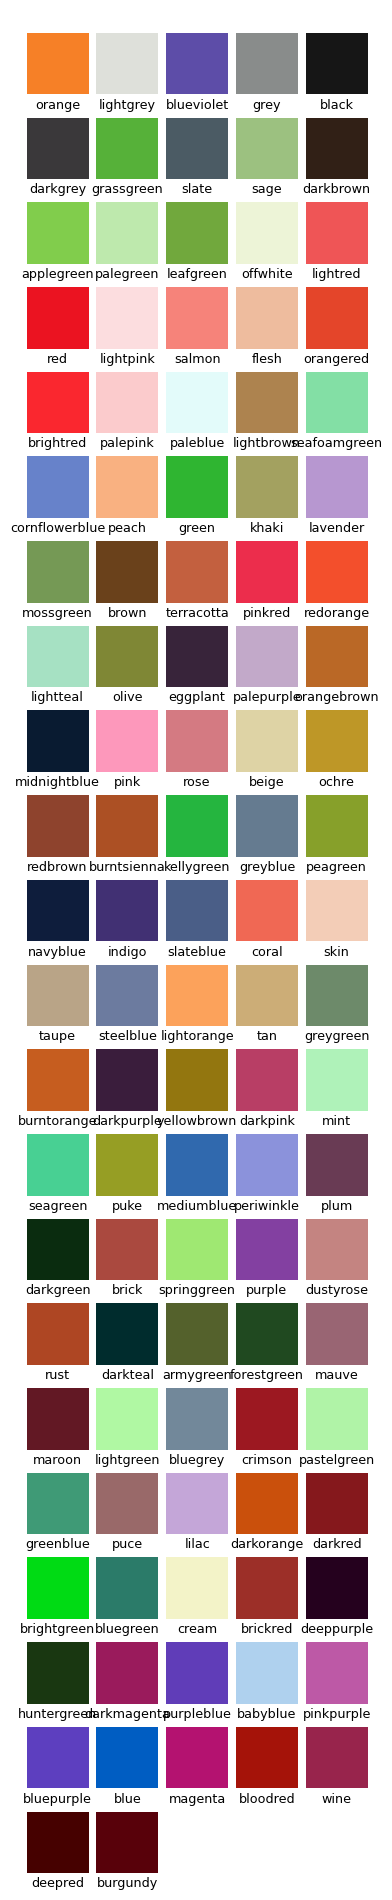 orange lightgrey blueviolet grey black
darkgrey grassgreen slate sage darkbrown
applegreen palegreen leafgreen offwhite lightred
red lightpink salmon flesh orangered
brightred palepink paleblue lightbrown seafoamgreen
cornflowerblue peach green khaki lavender
mossgreen brown terracotta pinkred redorange
lightteal olive eggplant palepurple orangebrown
midnightblue pink rose beige ochre
redbrown burntsienna kellygreen greyblue peagreen
navyblue indigo slateblue coral skin
taupe steelblue lightorange tan greygreen
burntorange darkpurple yellowbrown darkpink mint
seagreen puke mediumblue periwinkle plum
darkgreen brick springgreen purple dustyrose
rust darkteal armygreen forestgreen mauve
maroon lightgreen bluegrey crimson pastelgreen
greenblue puce lilac darkorange darkred
brightgreen bluegreen cream brickred deeppurple
huntergreen darkmagenta purpleblue babyblue pinkpurple
bluepurple blue magenta bloodred wine
deepred burgundy